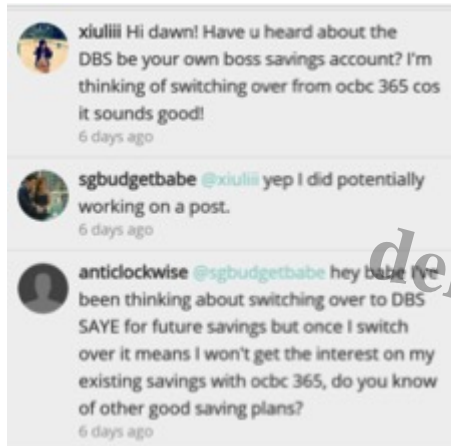 xiuliii Hi dawn! Have u heard about the
DBS be your own boss savings account? I'm
thinking of switching over from ocbc 365 cos
it sounds good!
6 days ago
sgbudgetbabe @xiuliii yep I did potentially
working on a post.
6 days ago
anticlockwise @sgbudgetbabe hey babe I've
been thinking about switching over to DBS
SAYE for future savings but once I switch
over it means I won't get the interest on my
existing savings with ocbc 365, do you know
of other good saving plans?
6 days ago